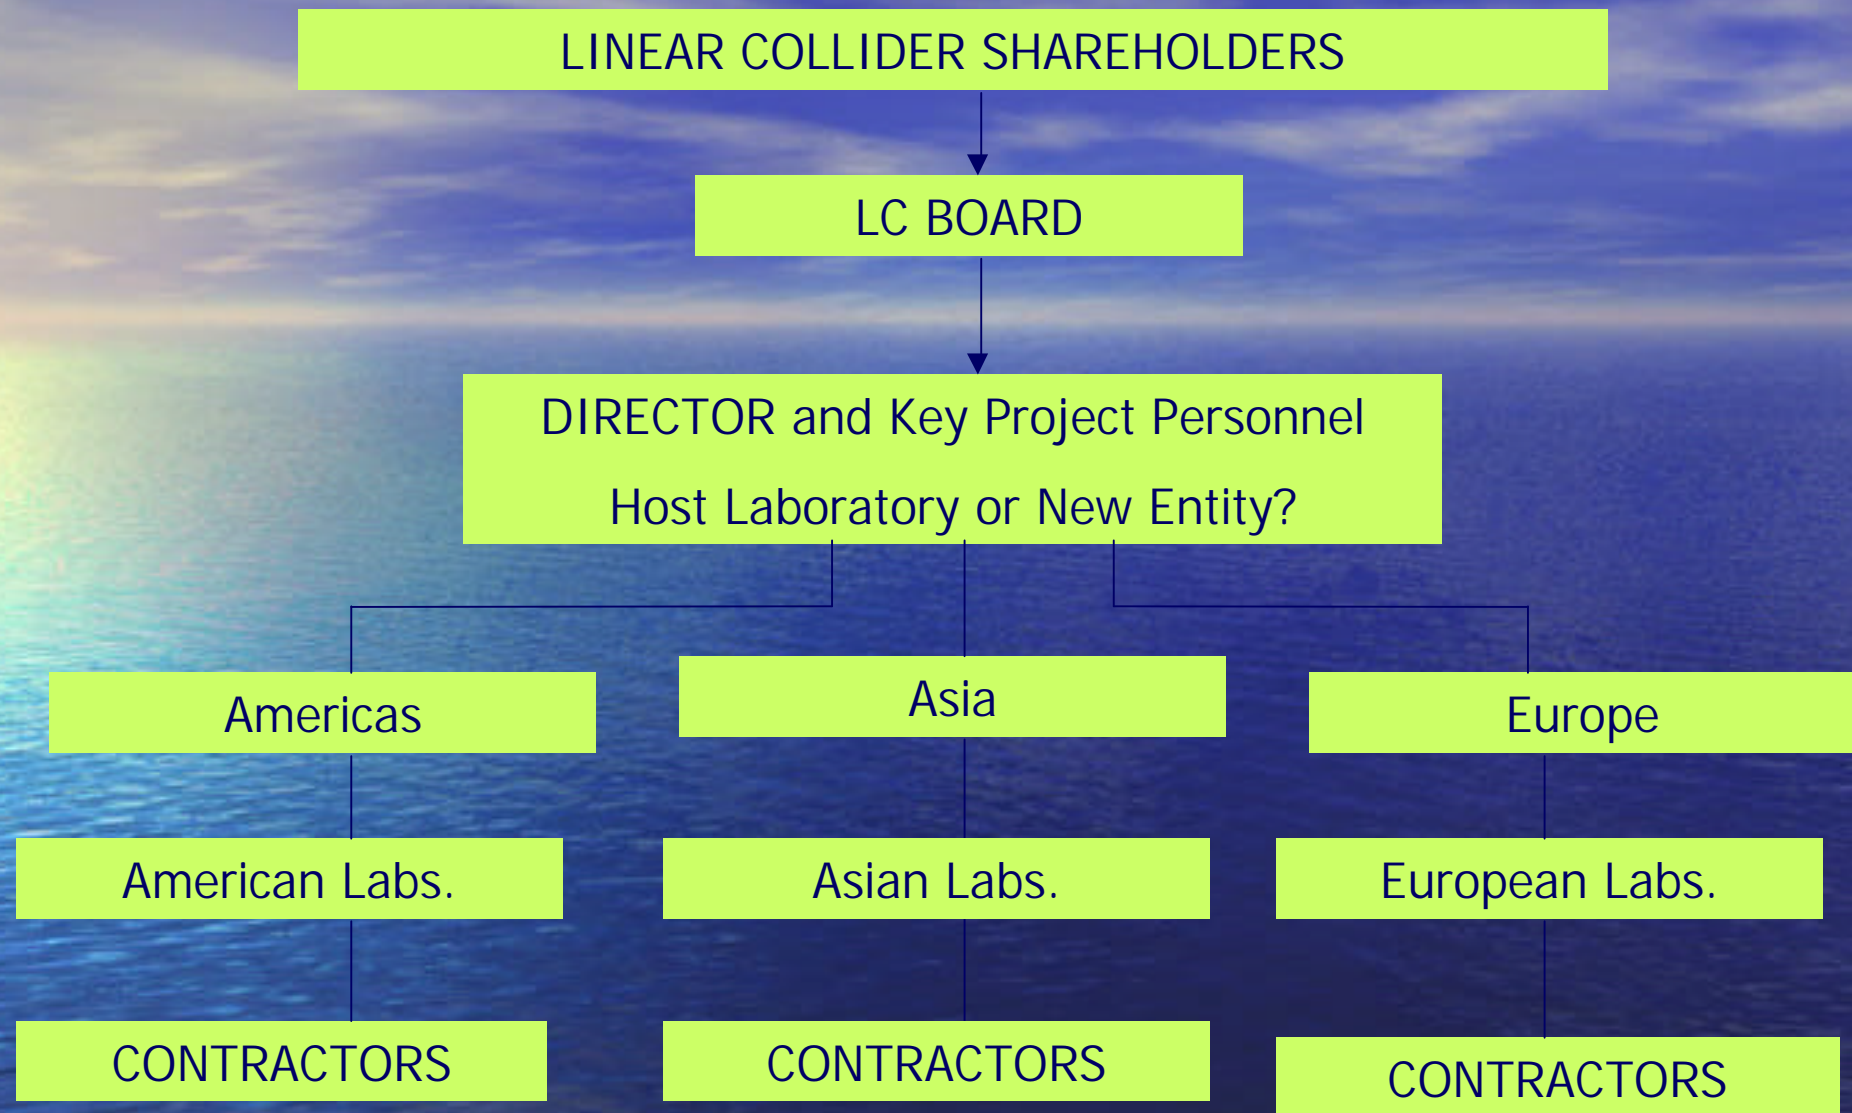 LINEAR COLLIDER SHAREHOLDERS
LC BOARD
DIRECTOR and Key Project Personnel
Host Laboratory or New Entity?
Americas
Asia
Europe
American Labs.
Asian Labs.
European Labs.
CONTRACTORS
CONTRACTORS
CONTRACTORS